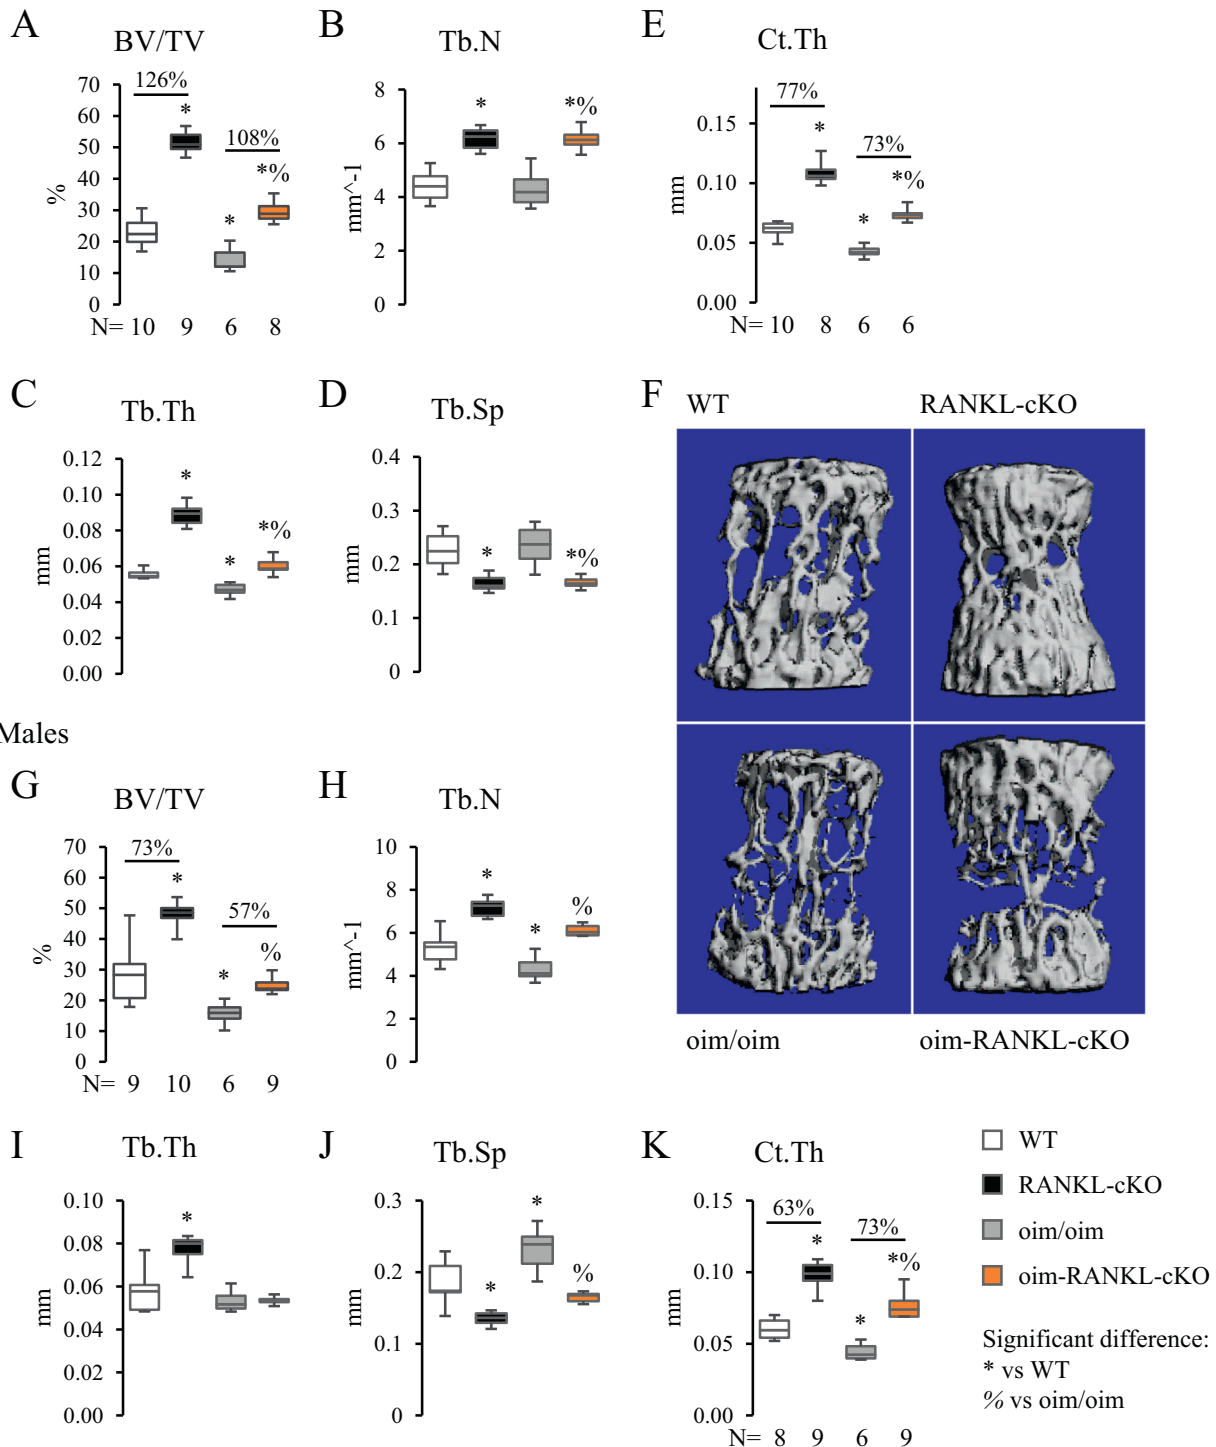 A
BV/TV
%
70
60
50
40
30
20
10
0
126%
*
108%
*
*%
N= 10 9 6 8
B
Tb.N
mm^-1
8
6
4
2
0
*
*%
E
Ct.Th
mm
0.15
0.10
0.05
0.00
77%
*
73%
*
*%
N= 10 8 6 6
C
Tb.Th
mm
0.12
0.10
0.08
0.06
0.04
0.02
0.00
*
*
*%
D
Tb.Sp
mm
0.4
0.3
0.2
0.1
0
*
*%
F
WT RANKL-cKO
oim/oim oim-RANKL-cKO
Males
G
BV/TV
%
70
60
50
40
30
20
10
0
73%
*
57%
*
%
N= 9 10 6 9
H
Tb.N
mm^-1
10
8
6
4
2
0
*
*
%
I
Tb.Th
mm
0.10
0.08
0.06
0.04
0.02
0.00
*
J
Tb.Sp
mm
0.3
0.2
0.1
0
*
*
%
K
Ct.Th
mm
0.15
0.10
0.05
0.00
63%
*
73%
*
*%
N= 8 9 6 9
WT
RANKL-cKO
oim/oim
oim-RANKL-cKO
Significant difference:
* vs WT
% vs oim/oim